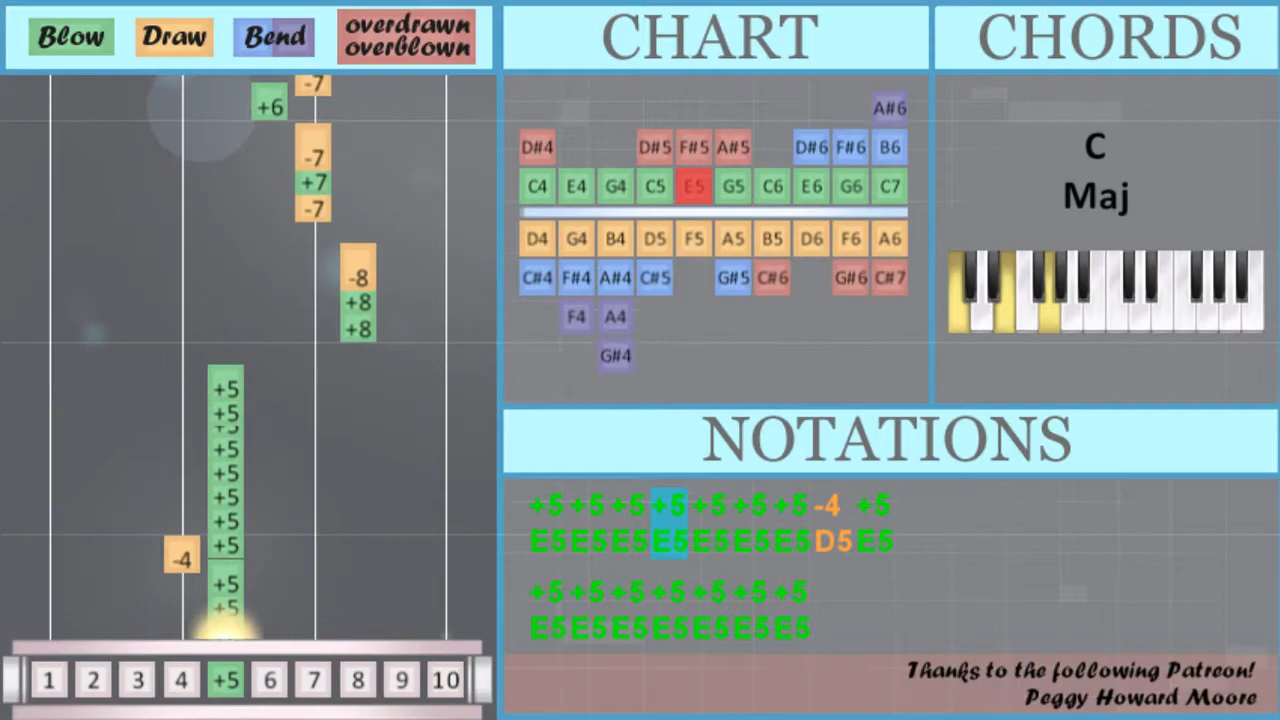 Blow Draw Bend overdrawn
overblown
CHART
CHORDS
-7
+6
-7
+7
-7
-8
+8
+8
+5
+5
+5
+5
+5
+5
+5
-4
+5
+5
1 2 3 4 +5 6 7 8 9 10
A#6
D#4 D#5 F#5 A#5 D#6 F#6 B6
C4 E4 G4 C5 E5 G5 C6 E6 G6 C7
D4 G4 B4 D5 F5 A5 B5 D6 F6 A6
C#4 F#4 A#4 C#5 G#5 C#6 G#6 C#7
F4 A4
G#4
C
Maj
NOTATIONS
+5 +5 +5 +5 +5 +5 +5 -4 +5
E5 E5 E5 E5 E5 E5 E5 D5 E5
+5 +5 +5 +5 +5 +5 +5
E5 E5 E5 E5 E5 E5 E5
Thanks to the following Patreon!
Peggy Howard Moore